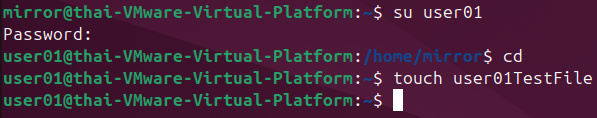 mirror@thai-VMware-Virtual-Platform:~$ su user01
Password:
user01@thai-VMware-Virtual-Platform:/home/mirror$ cd
user01@thai-VMware-Virtual-Platform:~$ touch user01TestFile
user01@thai-VMware-Virtual-Platform:~$